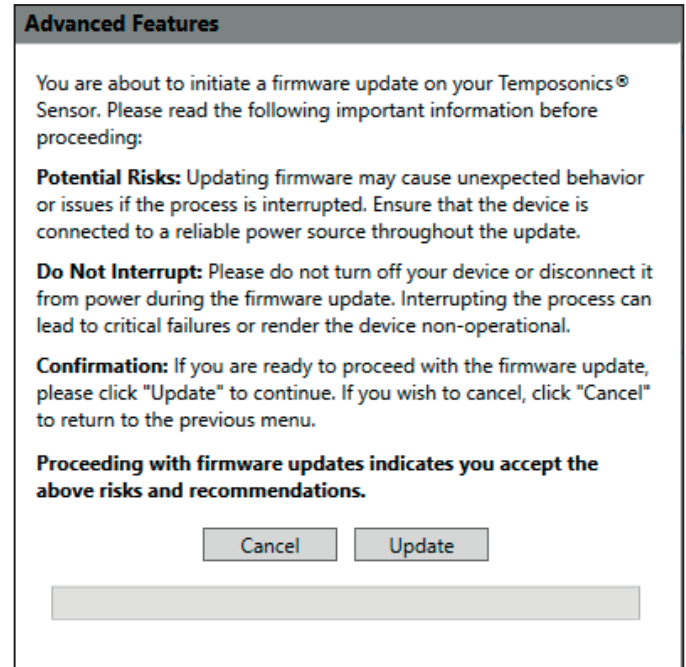 Advanced Features
You are about to initiate a firmware update on your Temposonics®
Sensor. Please read the following important information before
proceeding:
Potential Risks: Updating firmware may cause unexpected behavior
or issues if the process is interrupted. Ensure that the device is
connected to a reliable power source throughout the update.
Do Not Interrupt: Please do not turn off your device or disconnect it
from power during the firmware update. Interrupting the process can
lead to critical failures or render the device non-operational.
Confirmation: If you are ready to proceed with the firmware update,
please click "Update" to continue. If you wish to cancel, click "Cancel"
to return to the previous menu.
Proceeding with firmware updates indicates you accept the
above risks and recommendations.
Cancel Update